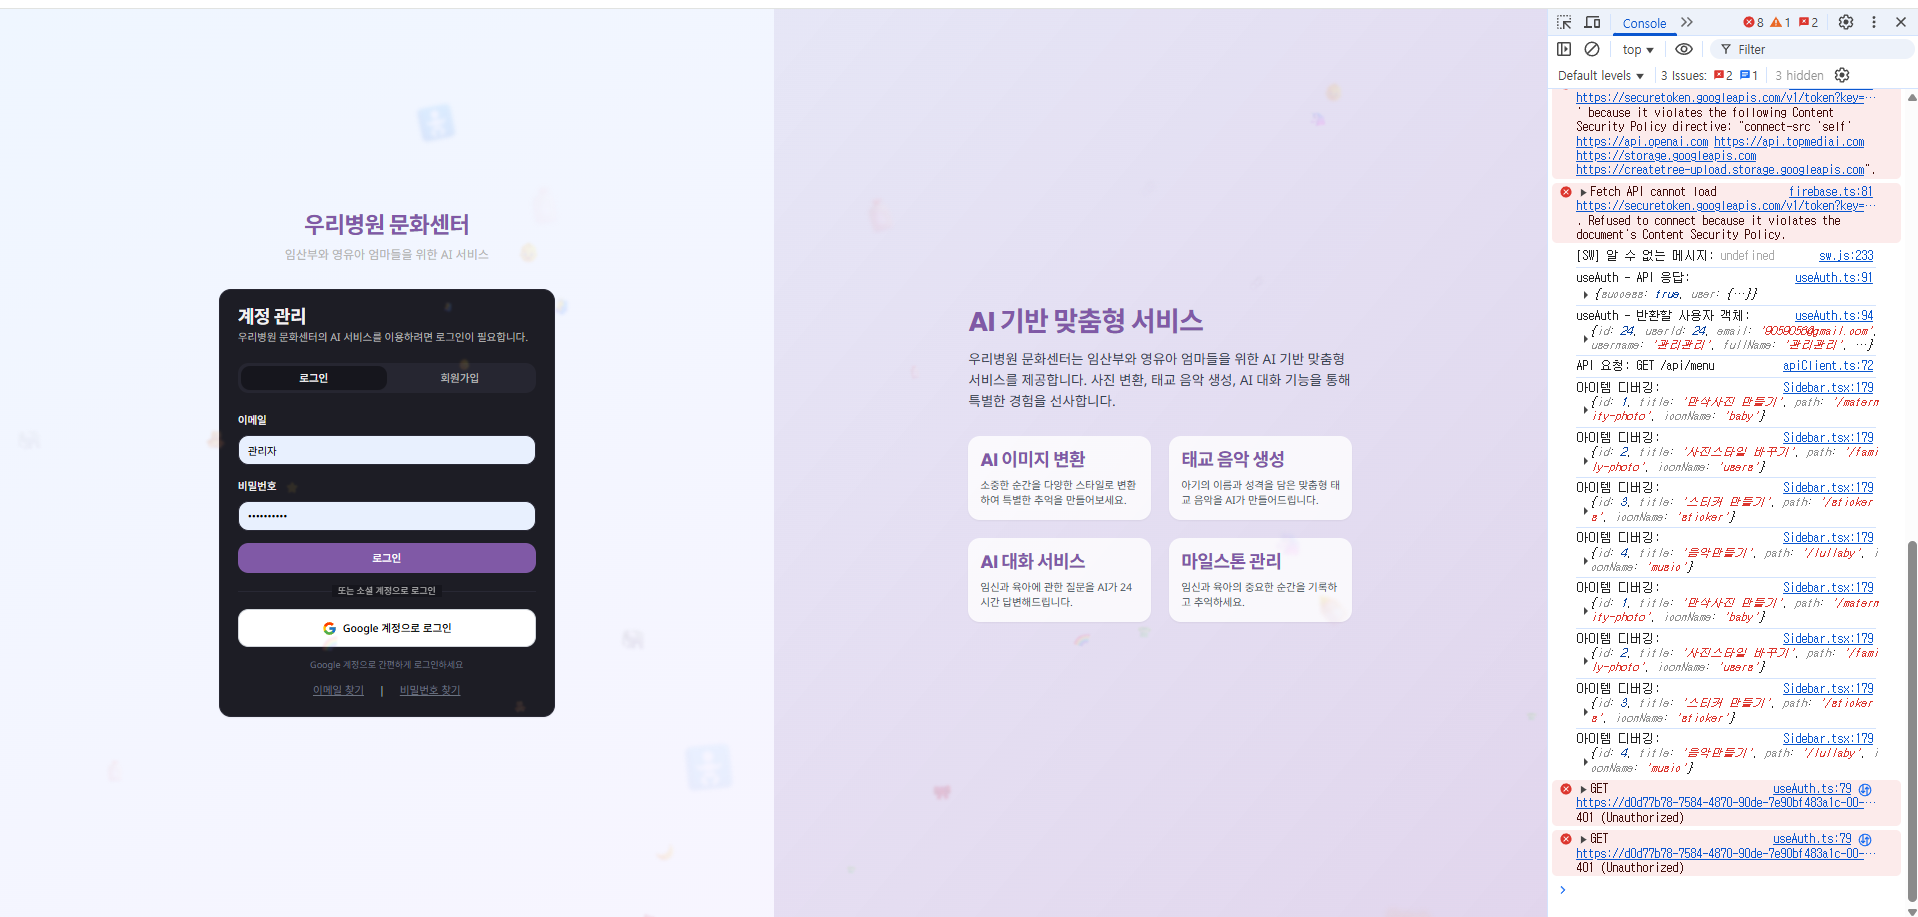 우리병원 문화센터
임산부와 영유아 엄마들을 위한 AI 서비스
계정 관리
우리병원 문화센터의 AI 서비스를 이용하려면 로그인이 필요합니다.
로그인
회원가입
이메일
관리자
비밀번호
••••••••••
로그인
또는 소셜 계정으로 로그인
Google 계정으로 로그인
Google 계정으로 간편하게 로그인하세요
이메일 찾기 | 비밀번호 찾기
AI 기반 맞춤형 서비스
우리병원 문화센터는 임산부와 영유아 엄마들을 위한 AI 기반 맞춤형
서비스를 제공합니다. 사진 변환, 태교 음악 생성, AI 대화 기능을 통해
특별한 경험을 선사합니다.
AI 이미지 변환
소중한 순간을 다양한 스타일로 변환
하여 특별한 추억을 만들어보세요.
태교 음악 생성
아기의 이름과 성격을 담은 맞춤형 태
교 음악을 AI가 만들어드립니다.
AI 대화 서비스
임신과 육아에 관한 질문을 AI가 24
시간 답변해드립니다.
마일스톤 관리
임신과 육아의 중요한 순간을 기록하
고 추억하세요.
Console
8 1 2
top
Filter
Default levels
3 Issues: 2 1
3 hidden
https://securetoken.googleapis.com/v1/token?key=…
' because it violates the following Content
Security Policy directive: "connect-src 'self'
https://api.openai.com https://api.topmediai.com
https://storage.googleapis.com
https://createtree-upload.storage.googleapis.com".
Fetch API cannot load firebase.ts:81
https://securetoken.googleapis.com/v1/token?key=…
. Refused to connect because it violates the
document's Content Security Policy.
[SW] 알 수 없는 메시지: undefined sw.js:233
useAuth - API 응답: useAuth.ts:91
{success: true, user: {…}}
useAuth - 반환할 사용자 객체: useAuth.ts:94
{id: 24, userId: 24, email: '9059056@gmail.com',
username: '관리관리', fullName: '관리관리', …}
API 요청: GET /api/menu apiClient.ts:72
아이템 디버깅: Sidebar.tsx:179
{id: 1, title: '만삭사진 만들기', path: '/matern
ity-photo', iconName: 'baby'}
아이템 디버깅: Sidebar.tsx:179
{id: 2, title: '사진스타일 바꾸기', path: '/fami
ly-photo', iconName: 'users'}
아이템 디버깅: Sidebar.tsx:179
{id: 3, title: '스티커 만들기', path: '/sticker
s', iconName: 'sticker'}
아이템 디버깅: Sidebar.tsx:179
{id: 4, title: '음악만들기', path: '/lullaby', i
conName: 'music'}
아이템 디버깅: Sidebar.tsx:179
{id: 1, title: '만삭사진 만들기', path: '/matern
ity-photo', iconName: 'baby'}
아이템 디버깅: Sidebar.tsx:179
{id: 2, title: '사진스타일 바꾸기', path: '/fami
ly-photo', iconName: 'users'}
아이템 디버깅: Sidebar.tsx:179
{id: 3, title: '스티커 만들기', path: '/sticker
s', iconName: 'sticker'}
아이템 디버깅: Sidebar.tsx:179
{id: 4, title: '음악만들기', path: '/lullaby', i
conName: 'music'}
GET useAuth.ts:79
https://d0d77b78-7584-4870-90de-7e90bf483a1c-00-…
401 (Unauthorized)
GET useAuth.ts:79
https://d0d77b78-7584-4870-90de-7e90bf483a1c-00-…
401 (Unauthorized)